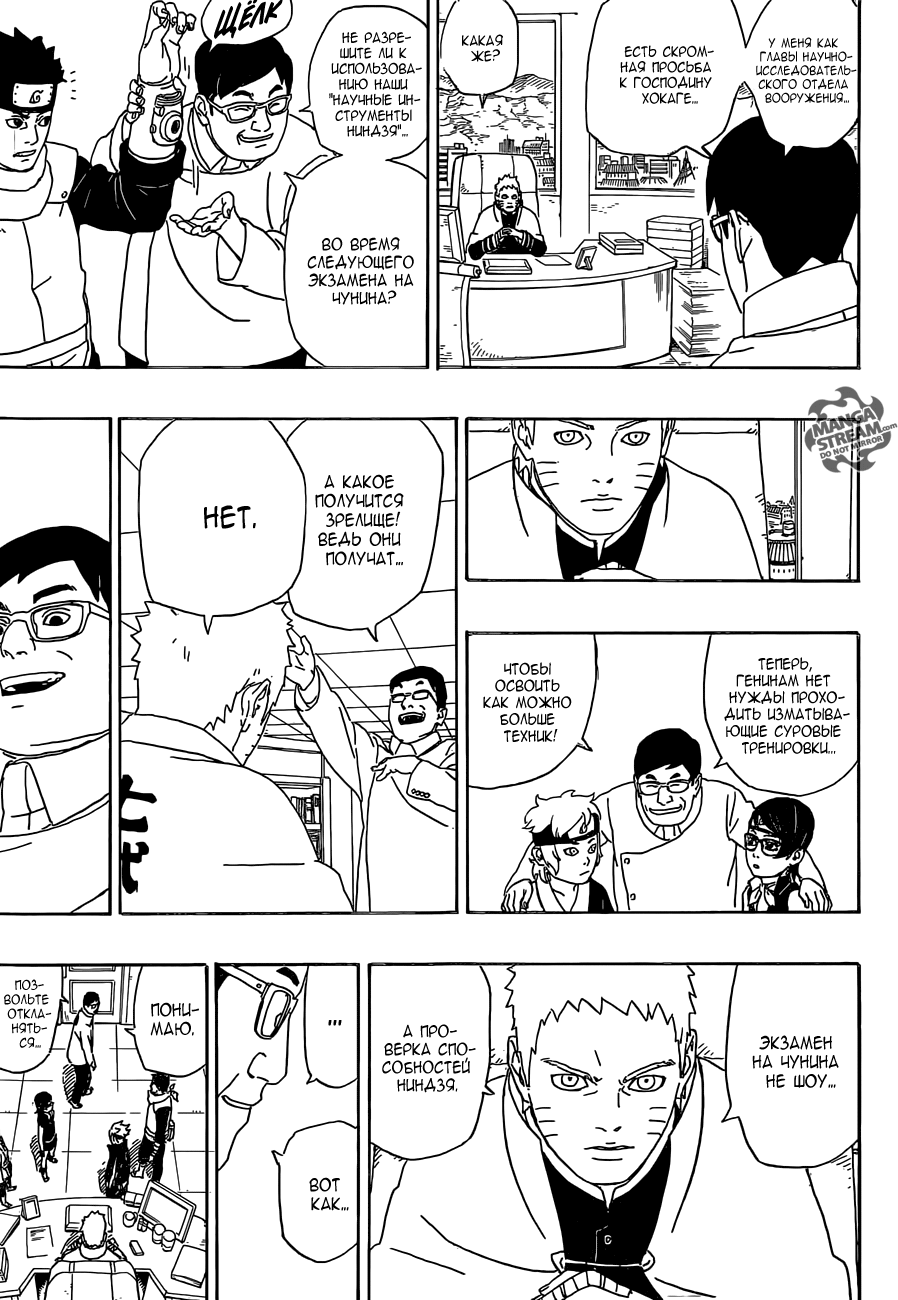 У МЕНЯ КАК
ГЛАВЫ НАУЧНО-
ИССЛЕДОВАТЕЛЬ-
СКОГО ОТДЕЛА
ВООРУЖЕНИЯ...
ЕСТЬ СКРОМ-
НАЯ ПРОСЬБА
К ГОСПОДИНУ
ХОКАГЕ...
КАКАЯ
ЖЕ?
ЩЁЛК
НЕ РАЗРЕ-
ШИТЕ ЛИ К
ИСПОЛЬЗОВА-
НИЮ НАШИ
"НАУЧНЫЕ ИН-
СТРУМЕНТЫ
НИНДЗЯ"...
ВО ВРЕМЯ
СЛЕДУЮЩЕГО
ЭКЗАМЕНА НА
ЧУНИНА?
MANGA
STREAM.com
DO NOT MIRROR
ТЕПЕРЬ,
ГЕНИНАМ НЕТ
НУЖДЫ ПРОХО-
ДИТЬ ИЗМАТЫВА-
ЮЩИЕ СУРОВЫЕ
ТРЕНИРОВКИ...
ЧТОБЫ
ОСВОИТЬ
КАК МОЖНО
БОЛЬШЕ
ТЕХНИК!
А КАКОЕ
ПОЛУЧИТСЯ
ЗРЕЛИЩЕ!
ВЕДЬ ОНИ
ПОЛУЧАТ...
НЕТ.
ЭКЗАМЕН
НА ЧУНИНА
НЕ ШОУ...
А ПРО-
ВЕРКА СПО-
СОБНОСТЕЙ
НИНДЗЯ.
...
ВОТ
КАК...
ПОНИ-
МАЮ.
ПОЗ-
ВОЛЬТЕ
ОТКЛА-
НЯТЬ-
СЯ...